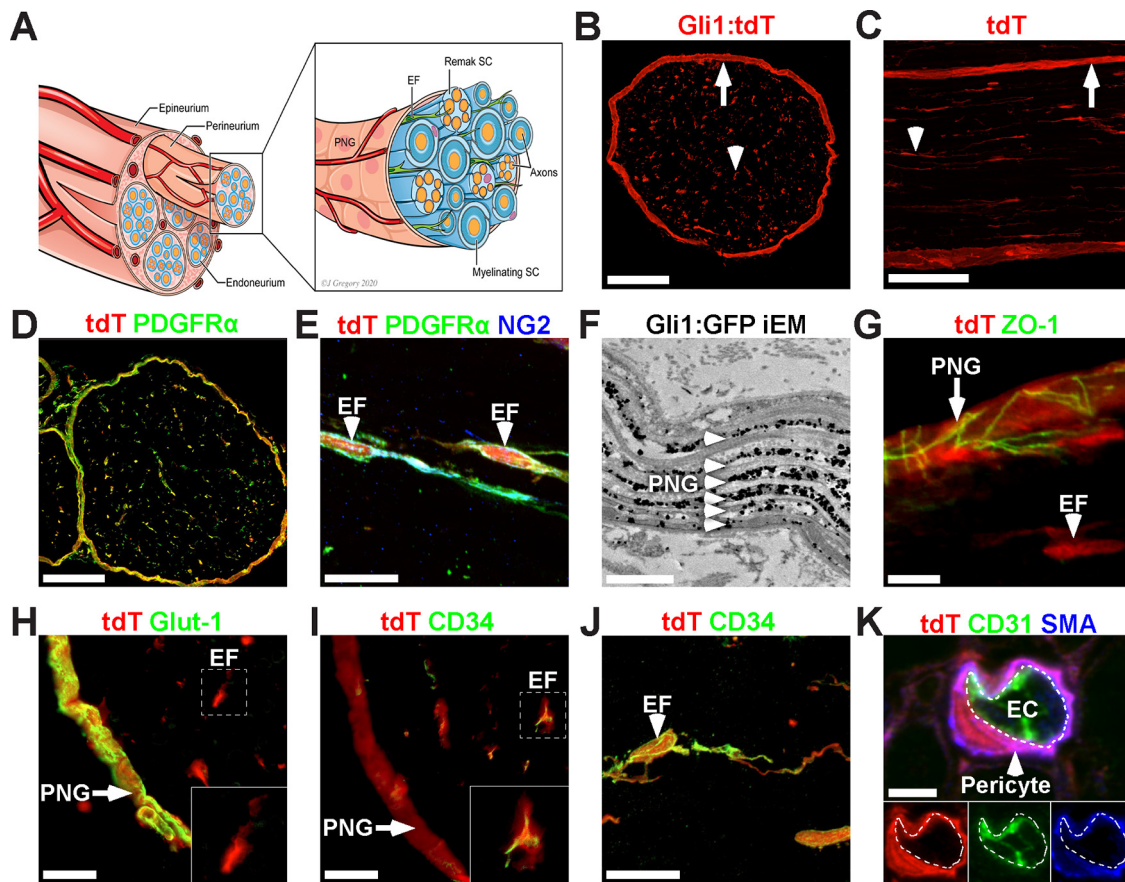 A
Epineurium
Perineurium
Endoneurium
Remak SC
EF
PNG
Axons
Myelinating SC
©J Gregory 2020
B
Gli1:tdT
C
tdT
D
tdT PDGFRα
E
tdT PDGFRα NG2
EF
EF
F
Gli1:GFP iEM
PNG
G
tdT ZO-1
PNG
EF
H
tdT Glut-1
EF
PNG
I
tdT CD34
EF
PNG
J
tdT CD34
EF
K
tdT CD31 SMA
EC
Pericyte